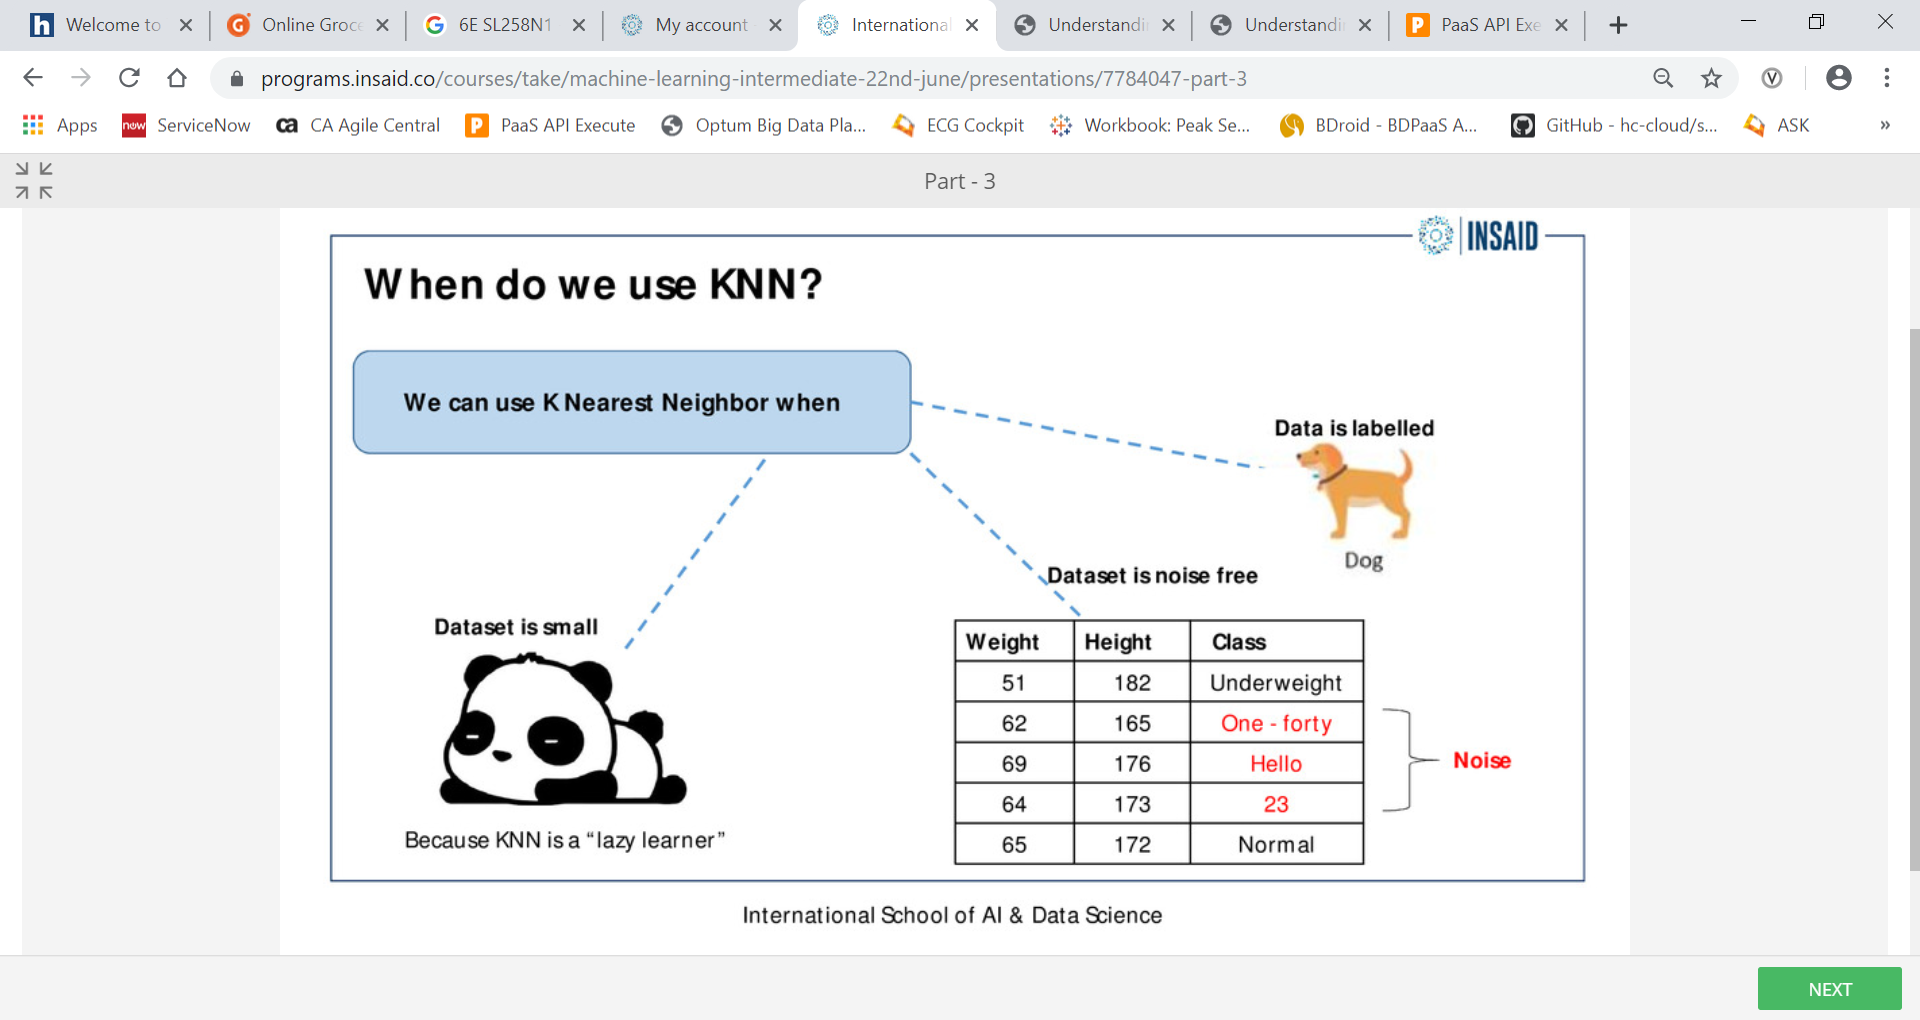 Welcome to
Online Groce
6E SL258N1
My account
International
Understandin
Understandin
PaaS API Exe
programs.insaid.co/courses/take/machine-learning-intermediate-22nd-june/presentations/7784047-part-3
Apps
now ServiceNow
ca CA Agile Central
PaaS API Execute
Optum Big Data Pla...
ECG Cockpit
Workbook: Peak Se...
BDroid - BDPaaS A...
GitHub - hc-cloud/s...
ASK
Part - 3
INSAID
When do we use KNN?
We can use K Nearest Neighbor when
Data is labelled
Dog
Dataset is noise free
Dataset is small
Weight Height Class
51 182 Underweight
62 165 One - forty
69 176 Hello
64 173 23
65 172 Normal
Noise
Because KNN is a “lazy learner”
International School of AI & Data Science
NEXT